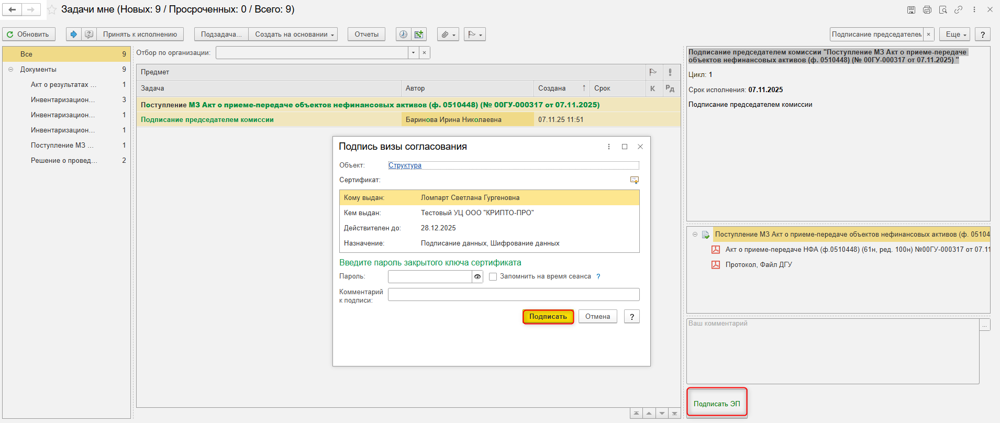 Задачи мне (Новых: 9 / Просроченных: 0 / Всего: 9)
Обновить
Принять к исполнению
Подзадача...
Создать на основании
Отчеты
Подписание председателем
×
Еще
?
Все 9
Документы 9
Акт о результатах ... 1
Инвентаризацион... 3
Инвентаризацион... 1
Инвентаризацион... 1
Поступление МЗ ... 1
Решение о провед... 2
Отбор по организации:
Предмет
Задача Автор Создана ↑ Срок К Рд
Поступление МЗ Акт о приеме-передаче объектов нефинансовых активов (ф. 0510448) (№ 00ГУ-000317 от 07.11.2025)
Подписание председателем комиссии Баринова Ирина Николаевна 07.11.25 11:51
Подпись визы согласования
Объект: Структура
Сертификат:
Кому выдан: Ломпарт Светлана Гургеновна
Кем выдан: Тестовый УЦ ООО "КРИПТО-ПРО"
Действителен до: 28.12.2025
Назначение: Подписание данных, Шифрование данных
Введите пароль закрытого ключа сертификата
Пароль: Запомнить на время сеанса ?
Комментарий
к подписи:
Подписать Отмена ?
Подписание председателем комиссии "Поступление МЗ Акт о приеме-передаче
объектов нефинансовых активов (ф. 0510448) (№ 00ГУ-000317 от 07.11.2025) "
Цикл: 1
Срок исполнения: 07.11.2025
Подписание председателем комиссии
Поступление МЗ Акт о приеме-передаче объектов нефинансовых активов (ф. 05104
Акт о приеме-передаче НФА (ф.0510448) (61н, ред. 100н) №00ГУ-000317 от 07.11
Протокол, Файл ДГУ
Ваш комментарий
...
Подписать ЭП